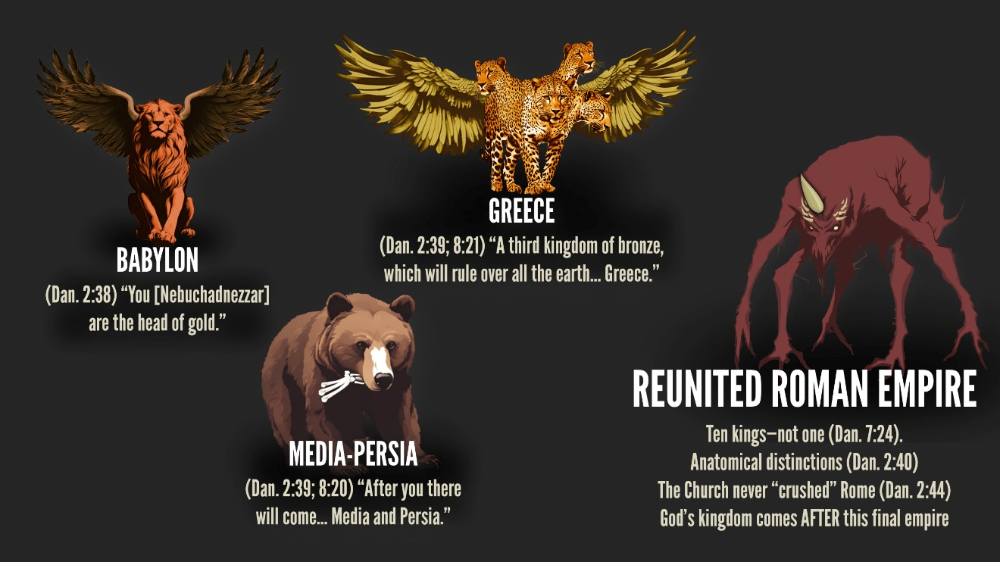 BABYLON
(Dan. 2:38) “You [Nebuchadnezzar]
are the head of gold.”
MEDIA-PERSIA
(Dan. 2:39; 8:20) “After you there
will come... Media and Persia.”
GREECE
(Dan. 2:39; 8:21) “A third kingdom of bronze,
which will rule over all the earth... Greece.”
REUNITED ROMAN EMPIRE
Ten kings—not one (Dan. 7:24).
Anatomical distinctions (Dan. 2:40)
The Church never “crushed” Rome (Dan. 2:44)
God’s kingdom comes AFTER this final empire